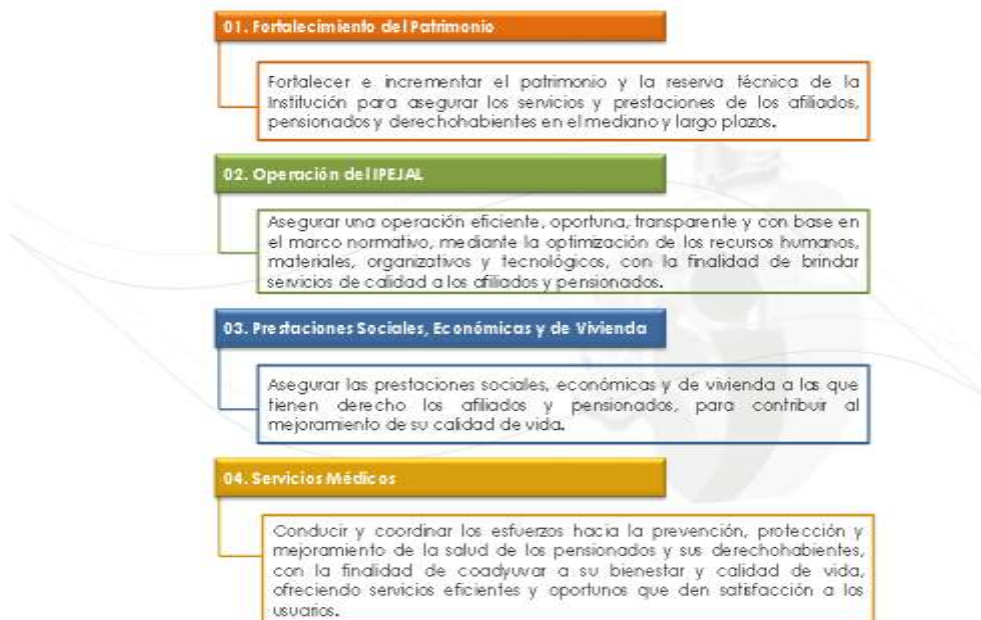 01. Fortalecimiento del Patrimonio
Fortalecer e incrementar el patrimonio y la reserva técnica de la
Institución para asegurar los servicios y prestaciones de los afiliados,
pensionados y derechohabientes en el mediano y largo plazos.
02. Operación del IPEJAL
Asegurar una operación eficiente, oportuna, transparente y con base en
el marco normativo, mediante la optimización de los recursos humanos,
materiales, organizativos y tecnológicos, con la finalidad de brindar
servicios de calidad a los afiliados y pensionados.
03. Prestaciones Sociales, Económicas y de Vivienda
Asegurar las prestaciones sociales, económicas y de vivienda a las que
tienen derecho los afiliados y pensionados, para contribuir al
mejoramiento de su calidad de vida.
04. Servicios Médicos
Conducir y coordinar los esfuerzos hacia la prevención, protección y
mejoramiento de la salud de los pensionados y sus derechohabientes,
con la finalidad de coadyuvar a su bienestar y calidad de vida,
ofreciendo servicios eficientes y oportunos que den satisfacción a los
usuarios.